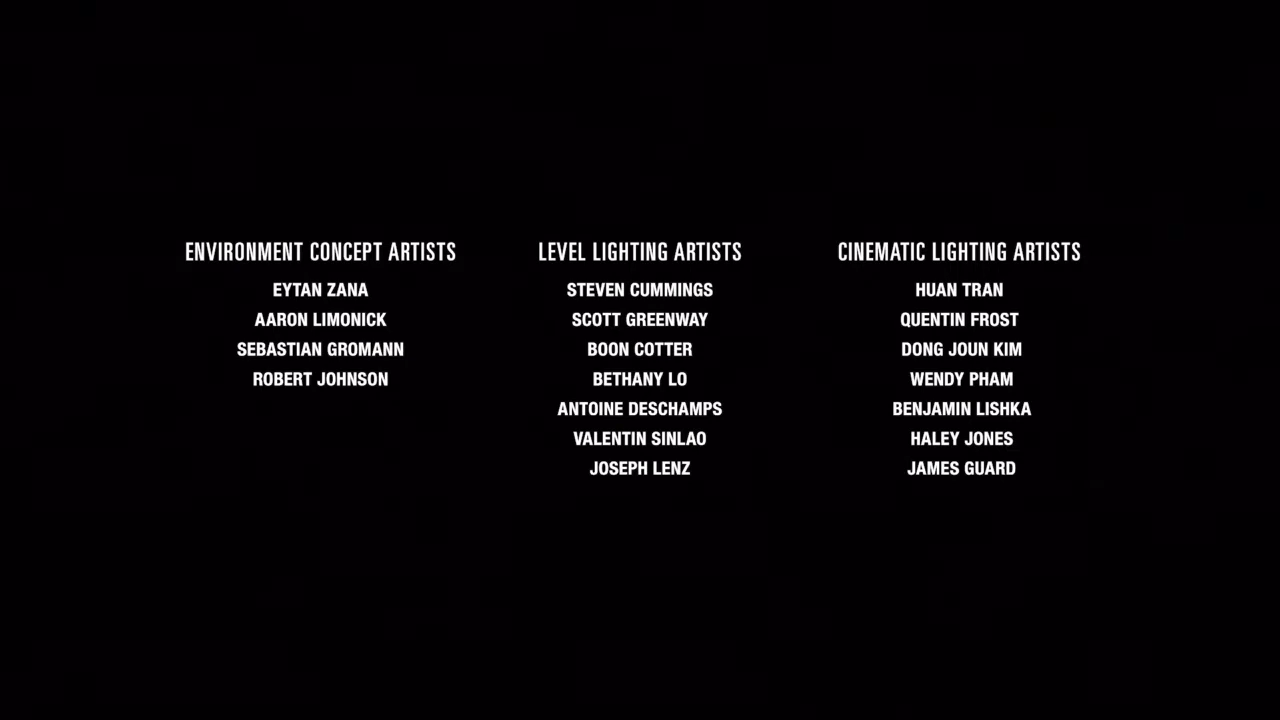 ENVIRONMENT CONCEPT ARTISTS
EYTAN ZANA
AARON LIMONICK
SEBASTIAN GROMANN
ROBERT JOHNSON
LEVEL LIGHTING ARTISTS
STEVEN CUMMINGS
SCOTT GREENWAY
BOON COTTER
BETHANY LO
ANTOINE DESCHAMPS
VALENTIN SINLAO
JOSEPH LENZ
CINEMATIC LIGHTING ARTISTS
HUAN TRAN
QUENTIN FROST
DONG JOUN KIM
WENDY PHAM
BENJAMIN LISHKA
HALEY JONES
JAMES GUARD